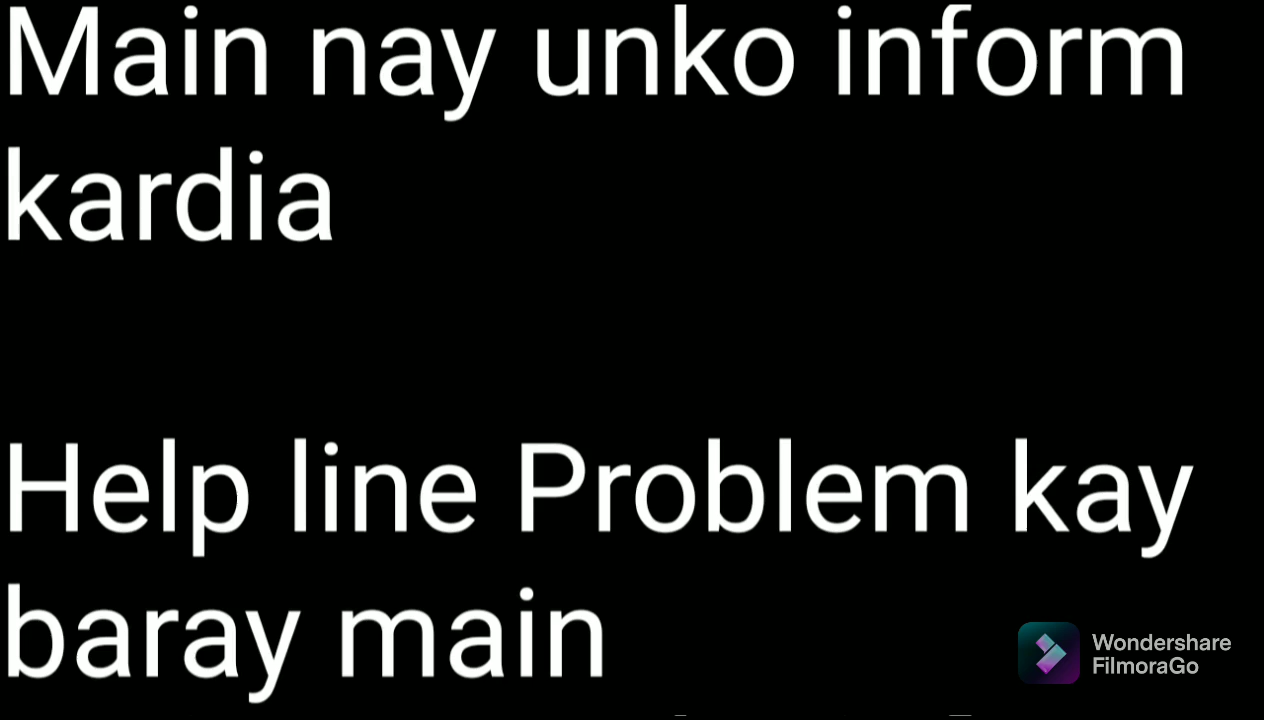 Main nay unko inform
kardia
Help line Problem kay
baray main
Wondershare
FilmoraGo